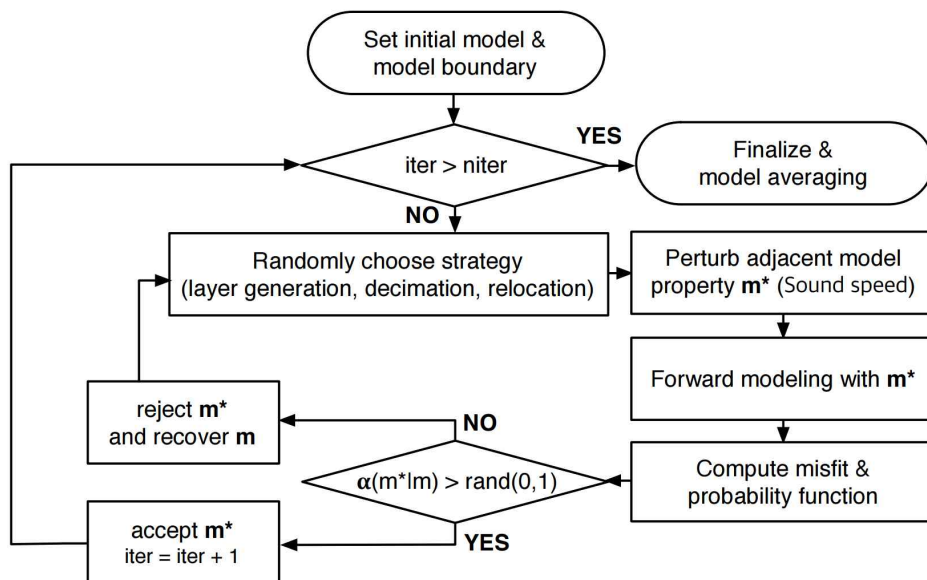 Set initial model &
model boundary
iter > niter
YES
Finalize &
model averaging
NO
Randomly choose strategy
(layer generation, decimation, relocation)
Perturb adjacent model
property m* (Sound speed)
Forward modeling with m*
Compute misfit &
probability function
α(m*|m) > rand(0,1)
NO
reject m*
and recover m
YES
accept m*
iter = iter + 1